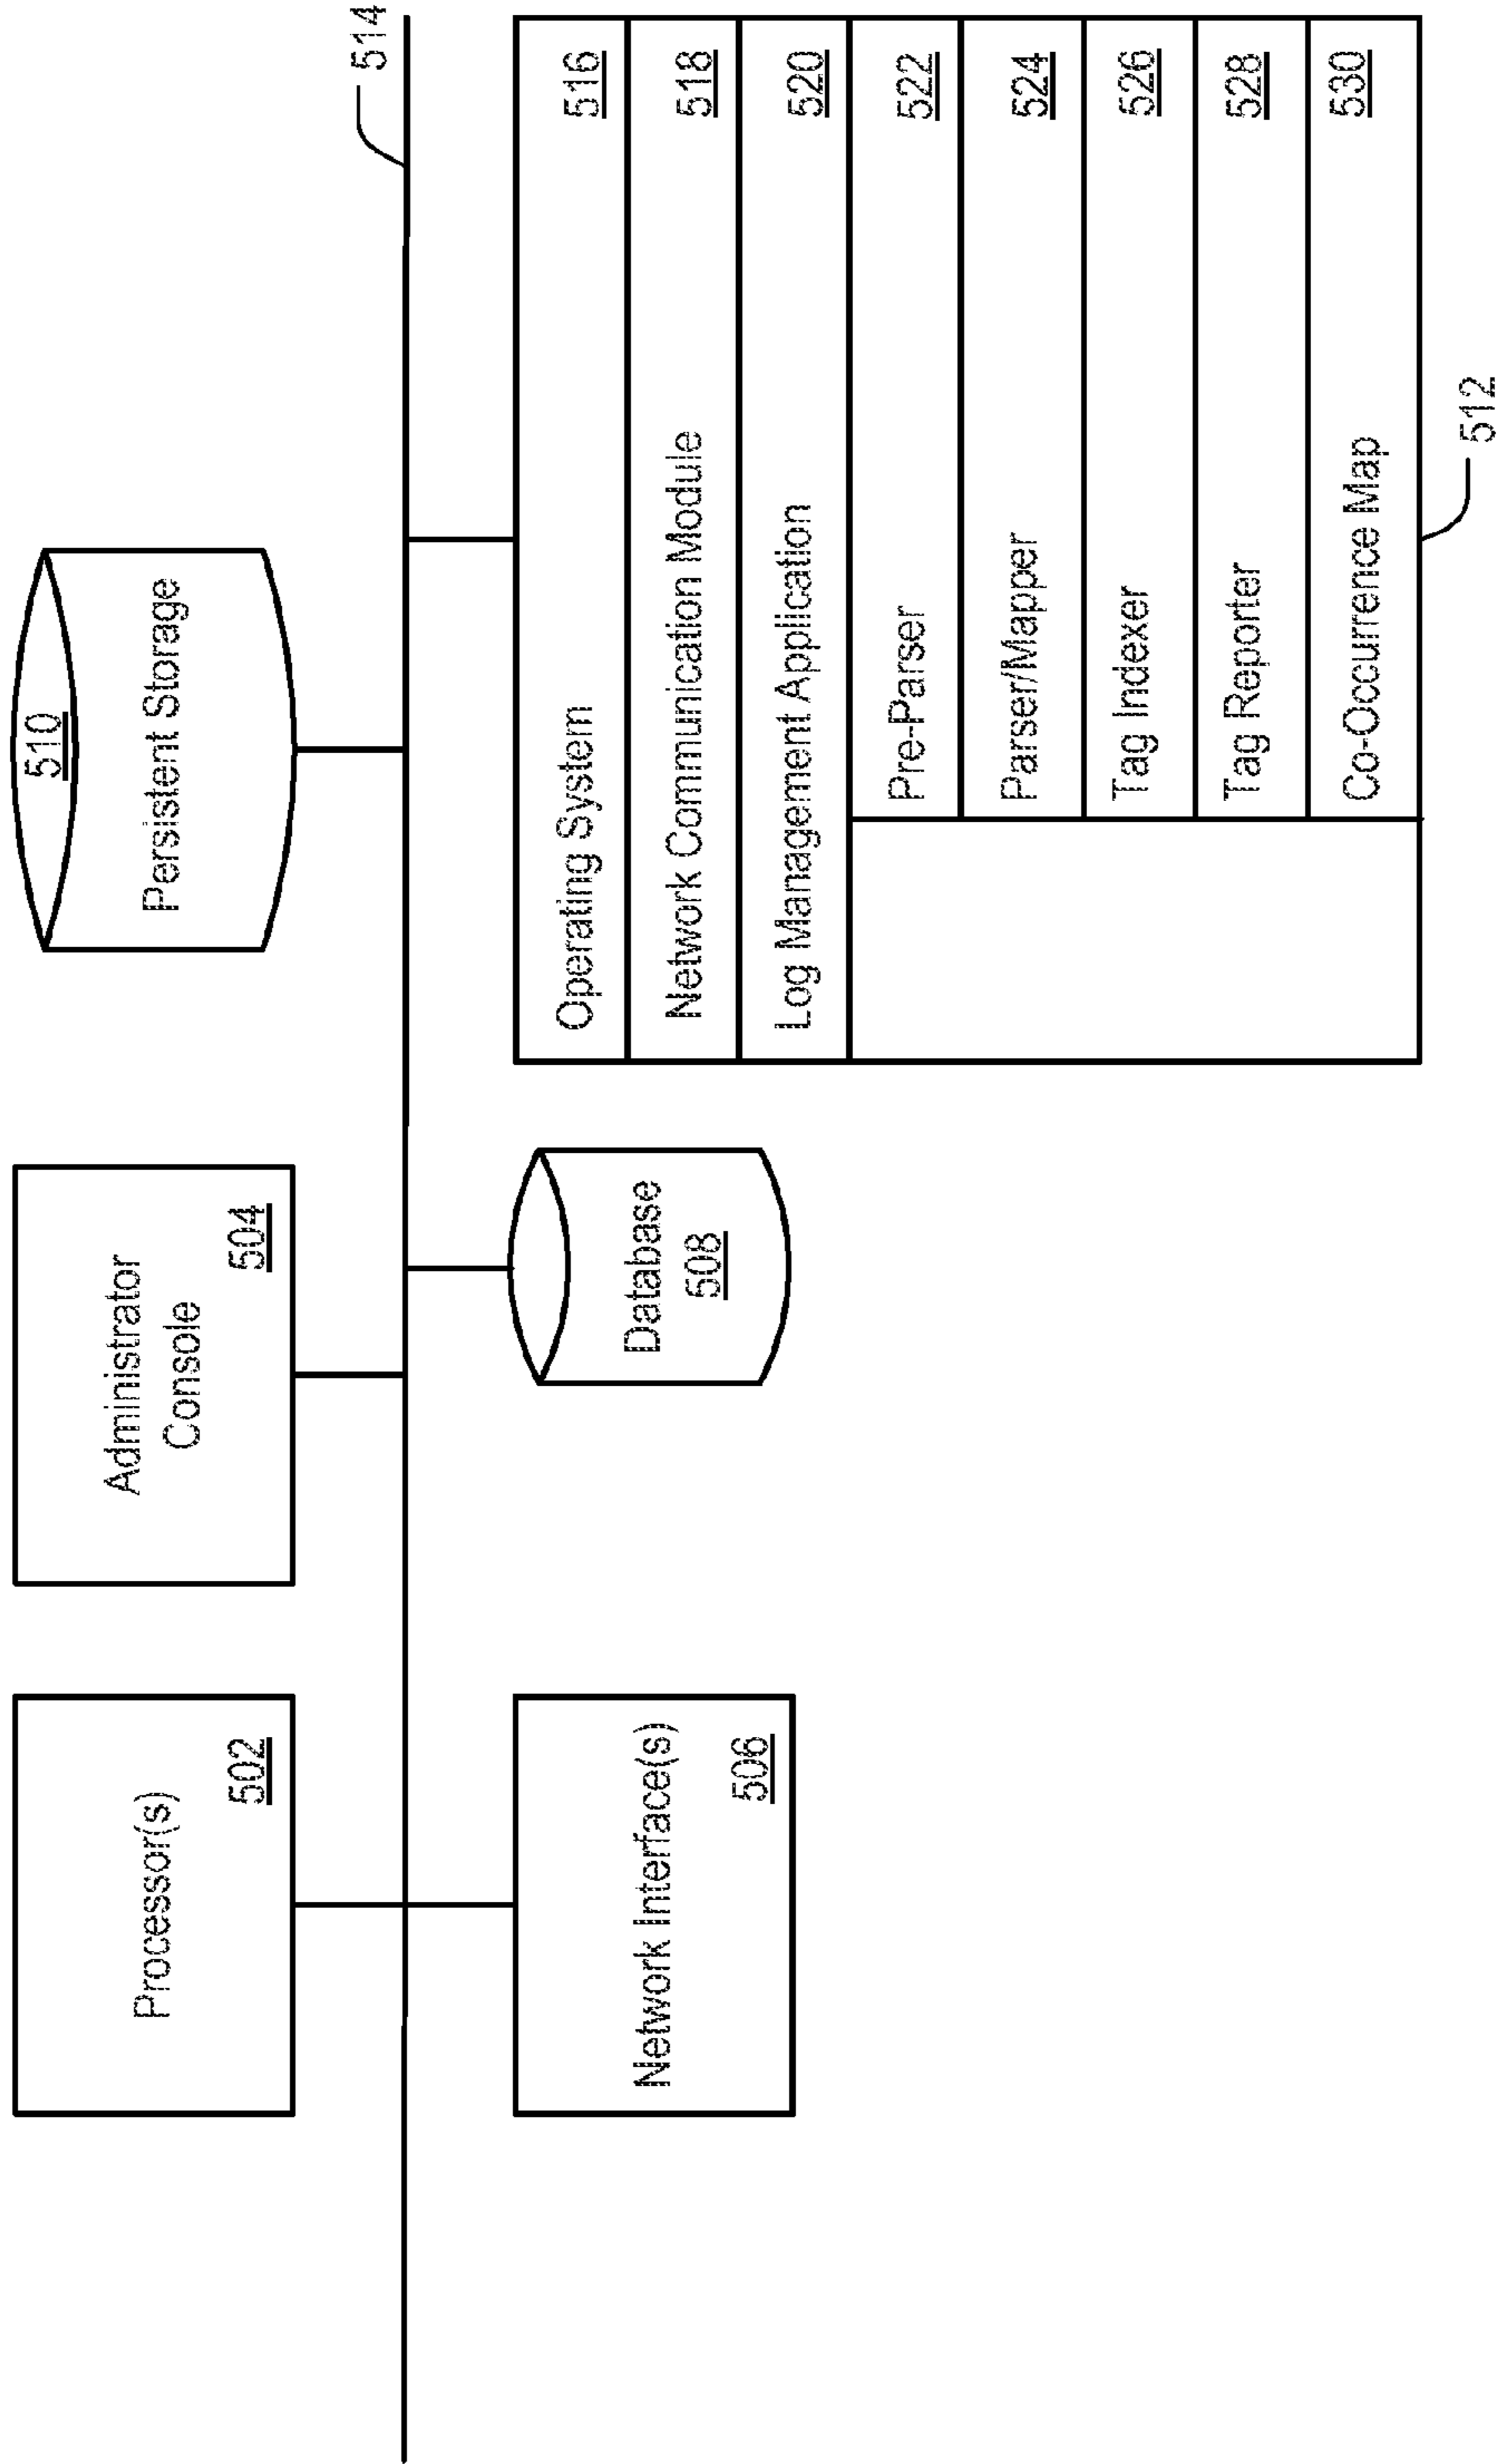 Processor(s)
502
Administrator
Console
504
510
Persistent Storage
514
Network Interface(s)
506
Database
508
Operating System 516
Network Communication Module 518
Log Management Application 520
Pre-Parser 522
Parser/Mapper 524
Tag Indexer 526
Tag Reporter 528
Co-Occurrence Map 530
512